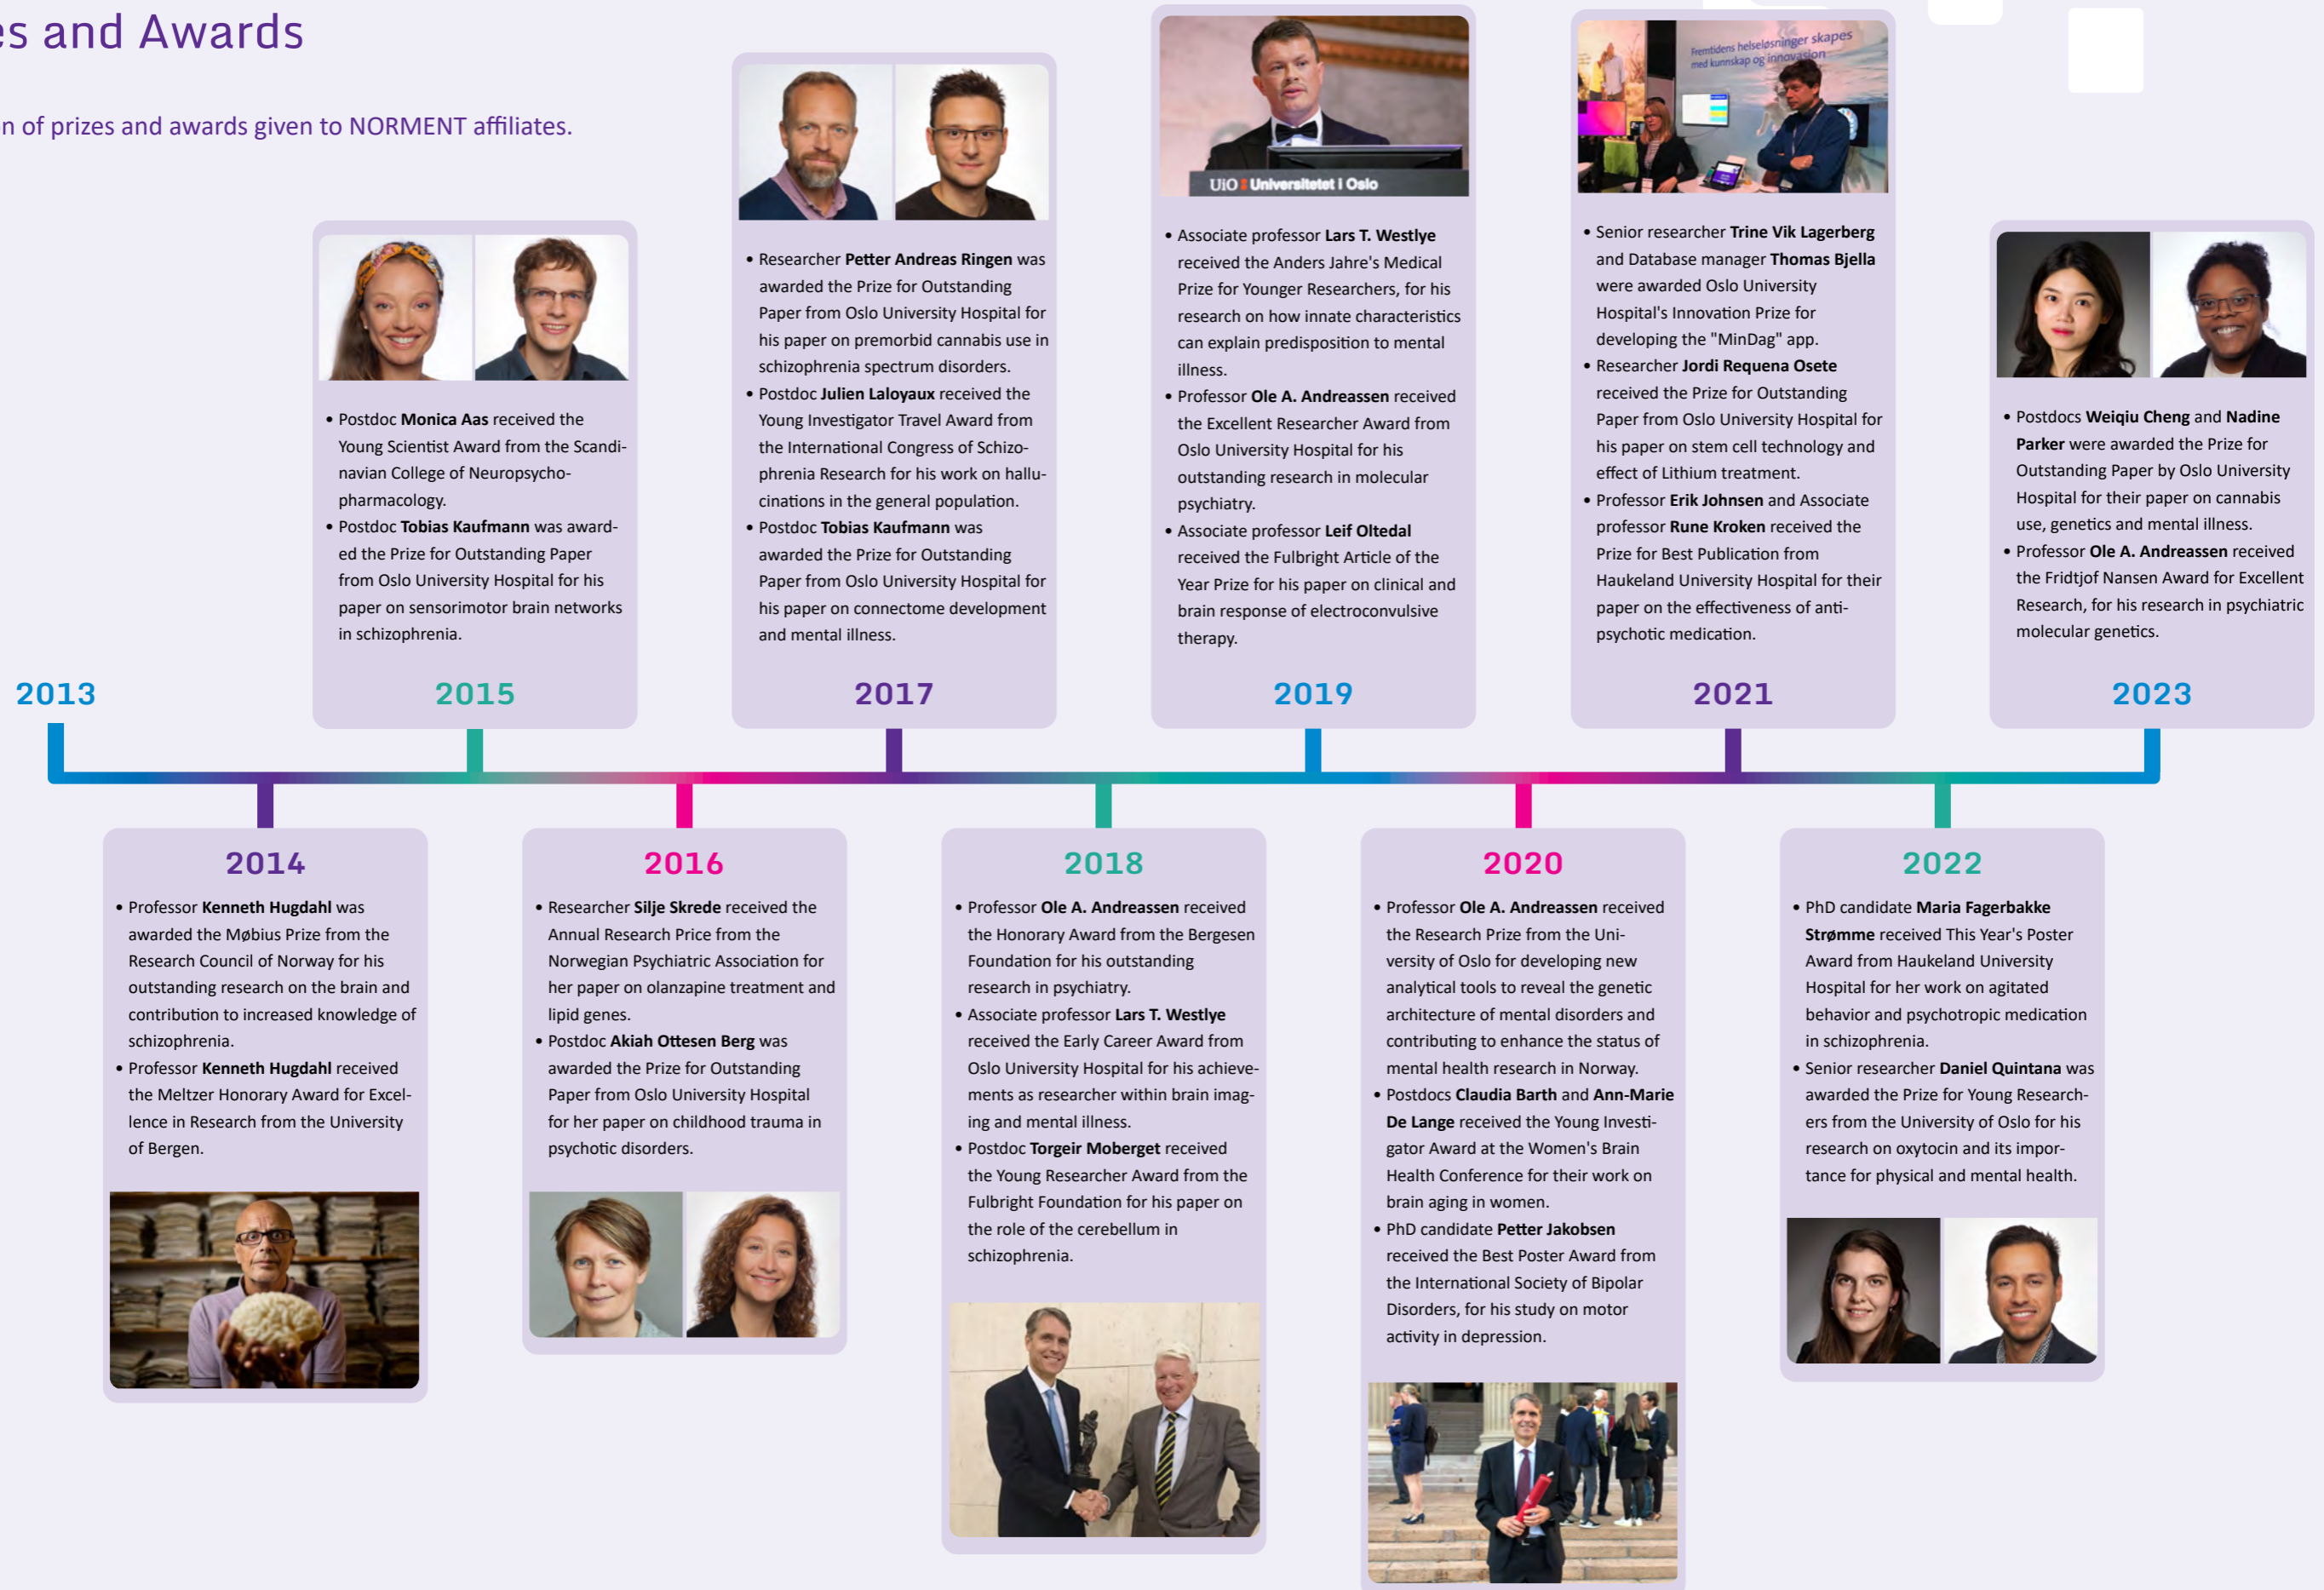 es and Awards
n of prizes and awards given to NORMENT affiliates.
2013
• Postdoc Monica Aas received the
Young Scientist Award from the Scandi-
navian College of Neuropsycho-
pharmacology.
• Postdoc Tobias Kaufmann was award-
ed the Prize for Outstanding Paper
from Oslo University Hospital for his
paper on sensorimotor brain networks
in schizophrenia.
2015
• Researcher Petter Andreas Ringen was
awarded the Prize for Outstanding
Paper from Oslo University Hospital for
his paper on premorbid cannabis use in
schizophrenia spectrum disorders.
• Postdoc Julien Laloyaux received the
Young Investigator Travel Award from
the International Congress of Schizo-
phrenia Research for his work on hallu-
cinations in the general population.
• Postdoc Tobias Kaufmann was
awarded the Prize for Outstanding
Paper from Oslo University Hospital for
his paper on connectome development
and mental illness.
2017
UiO Universitetet i Oslo
• Associate professor Lars T. Westlye
received the Anders Jahre's Medical
Prize for Younger Researchers, for his
research on how innate characteristics
can explain predisposition to mental
illness.
• Professor Ole A. Andreassen received
the Excellent Researcher Award from
Oslo University Hospital for his
outstanding research in molecular
psychiatry.
• Associate professor Leif Oltedal
received the Fulbright Article of the
Year Prize for his paper on clinical and
brain response of electroconvulsive
therapy.
2019
Fremtidens helseløsninger skapes
med kunnskap og innovasjon
• Senior researcher Trine Vik Lagerberg
and Database manager Thomas Bjella
were awarded Oslo University
Hospital's Innovation Prize for
developing the "MinDag" app.
• Researcher Jordi Requena Osete
received the Prize for Outstanding
Paper from Oslo University Hospital for
his paper on stem cell technology and
effect of Lithium treatment.
• Professor Erik Johnsen and Associate
professor Rune Kroken received the
Prize for Best Publication from
Haukeland University Hospital for their
paper on the effectiveness of anti-
psychotic medication.
2021
• Postdocs Weiqiu Cheng and Nadine
Parker were awarded the Prize for
Outstanding Paper by Oslo University
Hospital for their paper on cannabis
use, genetics and mental illness.
• Professor Ole A. Andreassen received
the Fridtjof Nansen Award for Excellent
Research, for his research in psychiatric
molecular genetics.
2023
2014
• Professor Kenneth Hugdahl was
awarded the Møbius Prize from the
Research Council of Norway for his
outstanding research on the brain and
contribution to increased knowledge of
schizophrenia.
• Professor Kenneth Hugdahl received
the Meltzer Honorary Award for Excel-
lence in Research from the University
of Bergen.
2016
• Researcher Silje Skrede received the
Annual Research Price from the
Norwegian Psychiatric Association for
her paper on olanzapine treatment and
lipid genes.
• Postdoc Akiah Ottesen Berg was
awarded the Prize for Outstanding
Paper from Oslo University Hospital
for her paper on childhood trauma in
psychotic disorders.
2018
• Professor Ole A. Andreassen received
the Honorary Award from the Bergesen
Foundation for his outstanding
research in psychiatry.
• Associate professor Lars T. Westlye
received the Early Career Award from
Oslo University Hospital for his achieve-
ments as researcher within brain imag-
ing and mental illness.
• Postdoc Torgeir Moberget received
the Young Researcher Award from the
Fulbright Foundation for his paper on
the role of the cerebellum in
schizophrenia.
2020
• Professor Ole A. Andreassen received
the Research Prize from the Uni-
versity of Oslo for developing new
analytical tools to reveal the genetic
architecture of mental disorders and
contributing to enhance the status of
mental health research in Norway.
• Postdocs Claudia Barth and Ann-Marie
De Lange received the Young Investi-
gator Award at the Women's Brain
Health Conference for their work on
brain aging in women.
• PhD candidate Petter Jakobsen
received the Best Poster Award from
the International Society of Bipolar
Disorders, for his study on motor
activity in depression.
2022
• PhD candidate Maria Fagerbakke
Strømme received This Year's Poster
Award from Haukeland University
Hospital for her work on agitated
behavior and psychotropic medication
in schizophrenia.
• Senior researcher Daniel Quintana was
awarded the Prize for Young Research-
ers from the University of Oslo for his
research on oxytocin and its impor-
tance for physical and mental health.